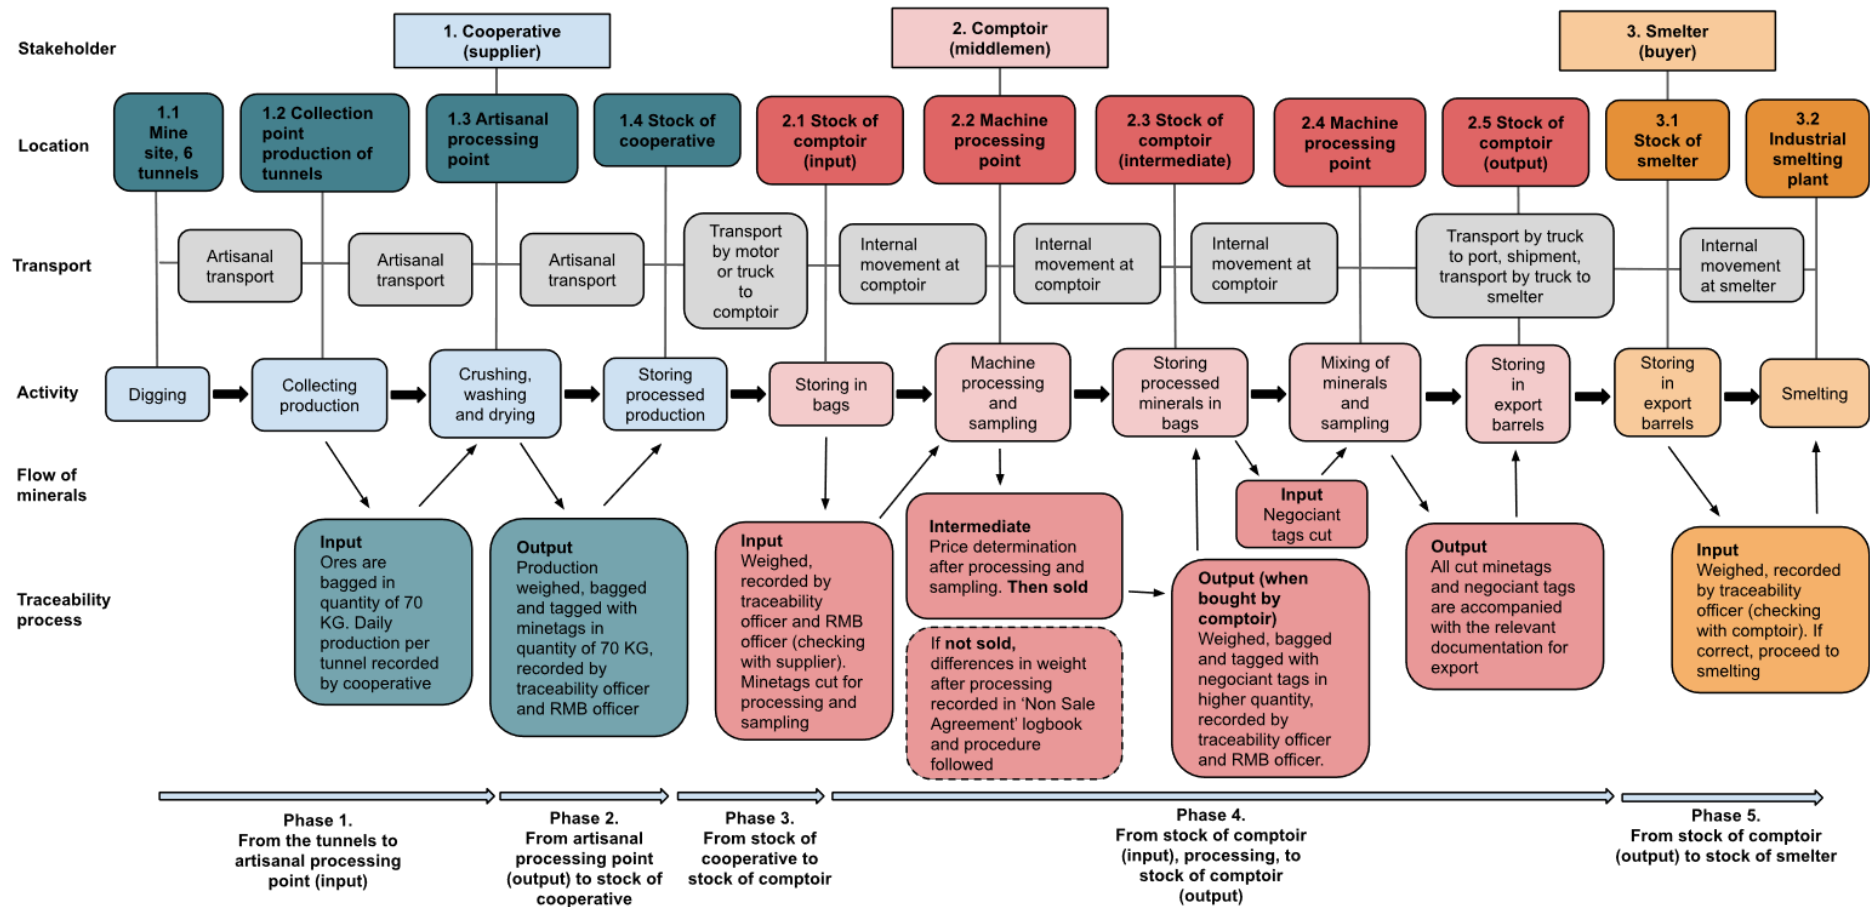 Stakeholder
1. Cooperative
(supplier)
2. Comptoir
(middlemen)
3. Smelter
(buyer)
Location
1.1
Mine
site, 6
tunnels
1.2 Collection
point
production of
tunnels
1.3 Artisanal
processing
point
1.4 Stock of
cooperative
2.1 Stock of
comptoir
(input)
2.2 Machine
processing
point
2.3 Stock of
comptoir
(intermediate)
2.4 Machine
processing
point
2.5 Stock of
comptoir
(output)
3.1
Stock of
smelter
3.2
Industrial
smelting
plant
Transport
Artisanal
transport
Artisanal
transport
Artisanal
transport
Transport
by motor
or truck
to
comptoir
Internal
movement at
comptoir
Internal
movement at
comptoir
Internal
movement at
comptoir
Transport by truck
to port, shipment,
transport by truck to
smelter
Internal
movement
at smelter
Activity
Digging
Collecting
production
Crushing,
washing
and drying
Storing
processed
production
Storing in
bags
Machine
processing
and
sampling
Storing
processed
minerals in
bags
Mixing of
minerals
and
sampling
Storing
in
export
barrels
Storing
in
export
barrels
Smelting
Flow of
minerals
Traceability
process
Input
Ores are
bagged in
quantity of 70
KG. Daily
production per
tunnel recorded
by cooperative
Output
Production
weighed, bagged
and tagged with
minetags in
quantity of 70 KG,
recorded by
traceability officer
and RMB officer
Input
Weighed,
recorded by
traceability
officer and RMB
officer (checking
with supplier).
Minetags cut for
processing and
sampling
Intermediate
Price determination
after processing and
sampling. Then sold
If not sold,
differences in weight
after processing
recorded in 'Non Sale
Agreement' logbook
and procedure
followed
Output (when
bought by
comptoir)
Weighed, bagged
and tagged with
negociant tags in
higher quantity,
recorded by
traceability officer
and RMB officer.
Input
Negociant
tags cut
Output
All cut minetags
and negociant tags
are accompanied
with the relevant
documentation for
export
Input
Weighed, recorded
by traceability
officer (checking
with comptoir). If
correct, proceed to
smelting
Phase 1.
From the tunnels to
artisanal processing
point (input)
Phase 2.
From artisanal
processing point
(output) to stock of
cooperative
Phase 3.
From stock of
cooperative to
stock of comptoir
Phase 4.
From stock of comptoir
(input), processing, to
stock of comptoir
(output)
Phase 5.
From stock of comptoir
(output) to stock of smelter